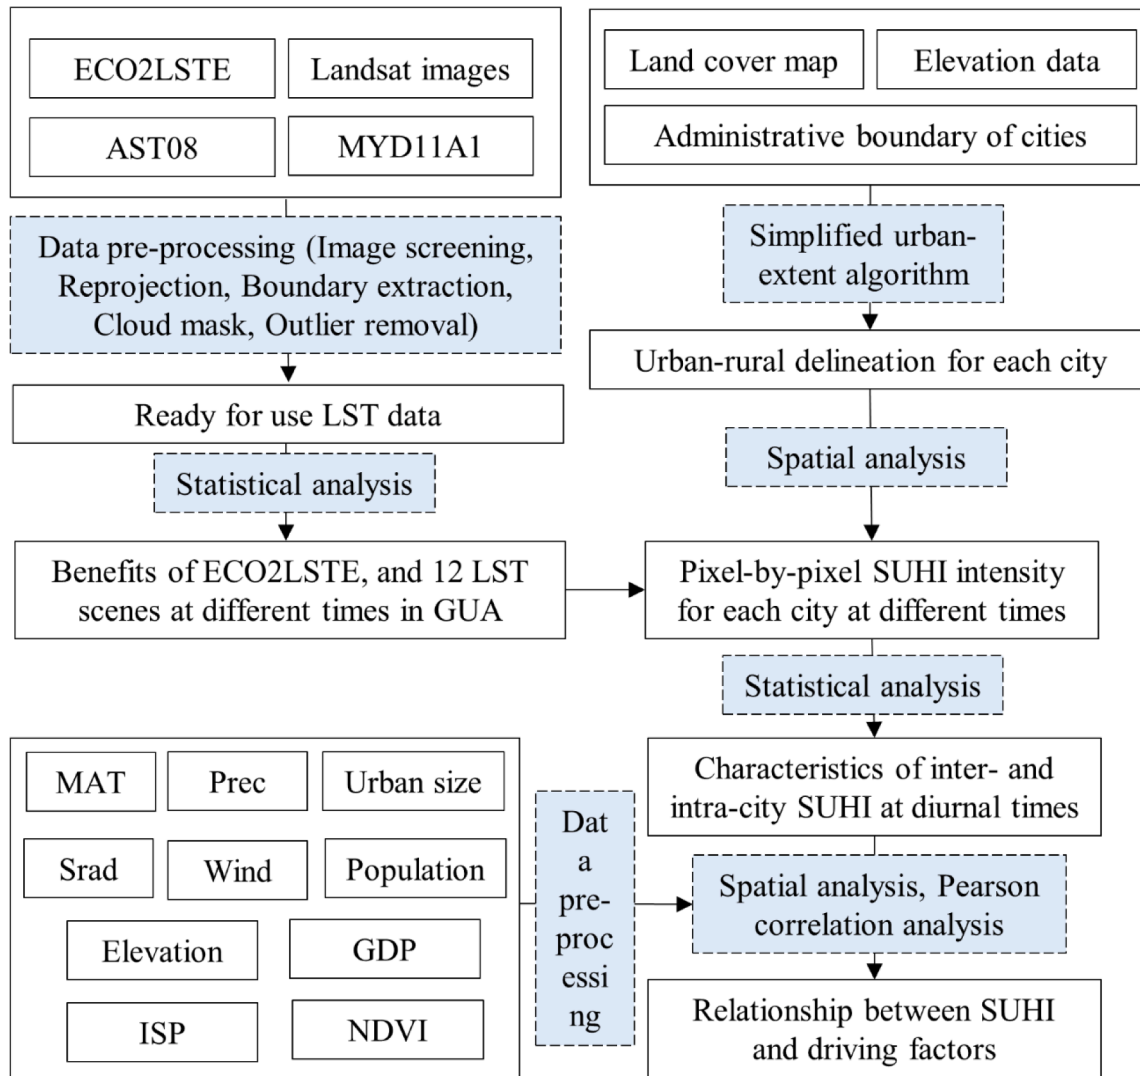 ECO2LSTE
Landsat images
AST08
MYD11A1
Data pre-processing (Image screening,
Reprojection, Boundary extraction,
Cloud mask, Outlier removal)
Ready for use LST data
Statistical analysis
Benefits of ECO2LSTE, and 12 LST
scenes at different times in GUA
Land cover map
Elevation data
Administrative boundary of cities
Simplified urban-
extent algorithm
Urban-rural delineation for each city
Spatial analysis
Pixel-by-pixel SUHI intensity
for each city at different times
Statistical analysis
Characteristics of inter- and
intra-city SUHI at diurnal times
MAT
Prec
Urban size
Srad
Wind
Population
Elevation
GDP
ISP
NDVI
Dat
a
pre-
proc
essi
ng
Spatial analysis, Pearson
correlation analysis
Relationship between SUHI
and driving factors